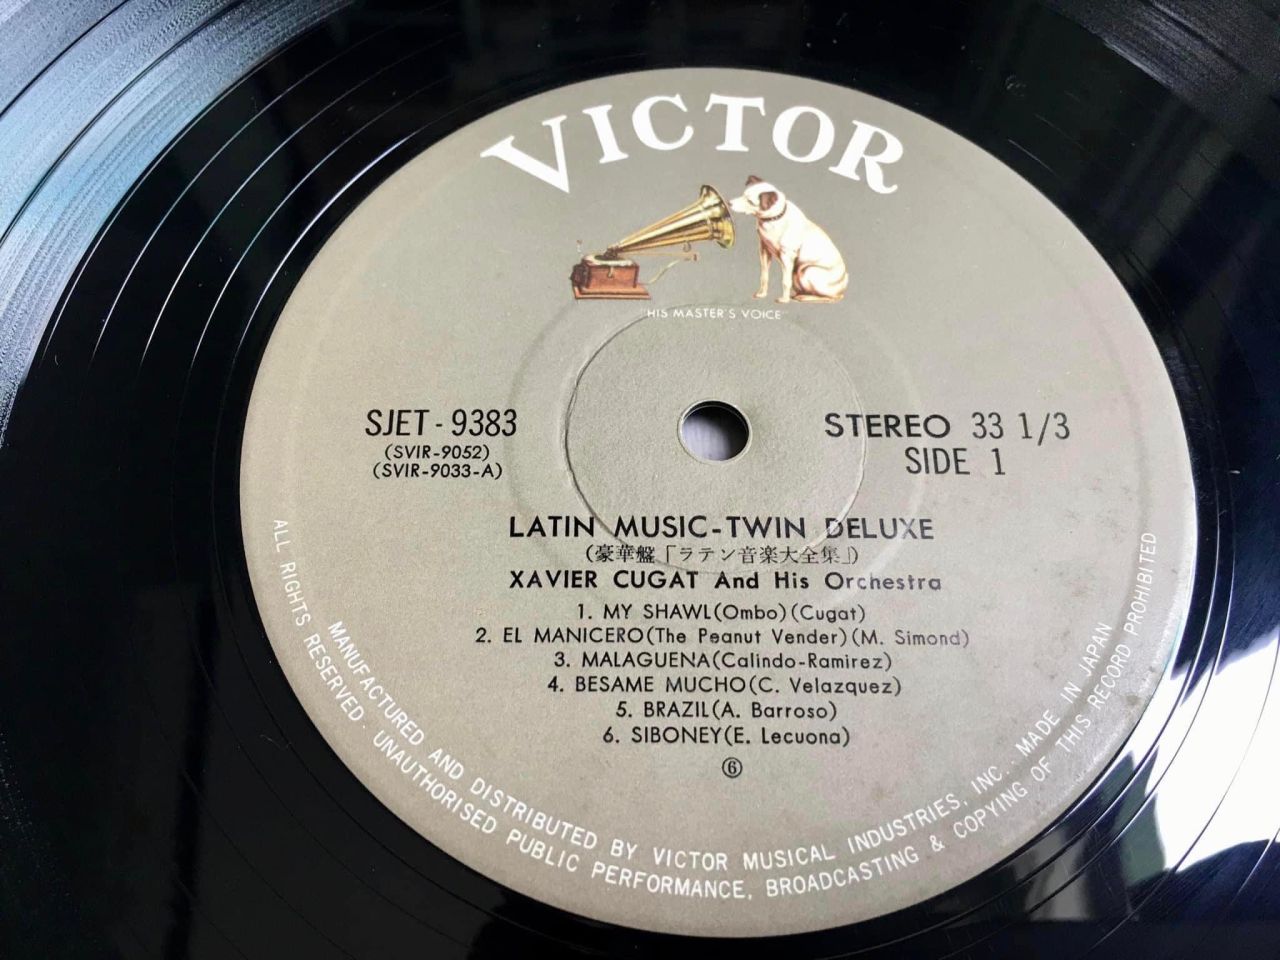 VICTOR
"HIS MASTER'S VOICE"
SJET - 9383
(SVIR-9052)
(SVIR-9033-A)
STEREO 33 1/3
SIDE 1
LATIN MUSIC-TWIN DELUXE
(豪華盤「ラテン音楽大全集」)
XAVIER CUGAT And His Orchestra
1. MY SHAWL(Ombo)(Cugat)
2. EL MANICERO(The Peanut Vender)(M. Simond)
3. MALAGUENA(Calindo-Ramirez)
4. BESAME MUCHO(C. Velazquez)
5. BRAZIL(A. Barroso)
6. SIBONEY(E. Lecuona)
⑥
MANUFACTURED AND DISTRIBUTED BY VICTOR MUSICAL INDUSTRIES, INC. · MADE IN JAPAN
ALL RIGHTS RESERVED · UNAUTHORISED PUBLIC PERFORMANCE, BROADCASTING & COPYING OF THIS RECORD PROHIBITED